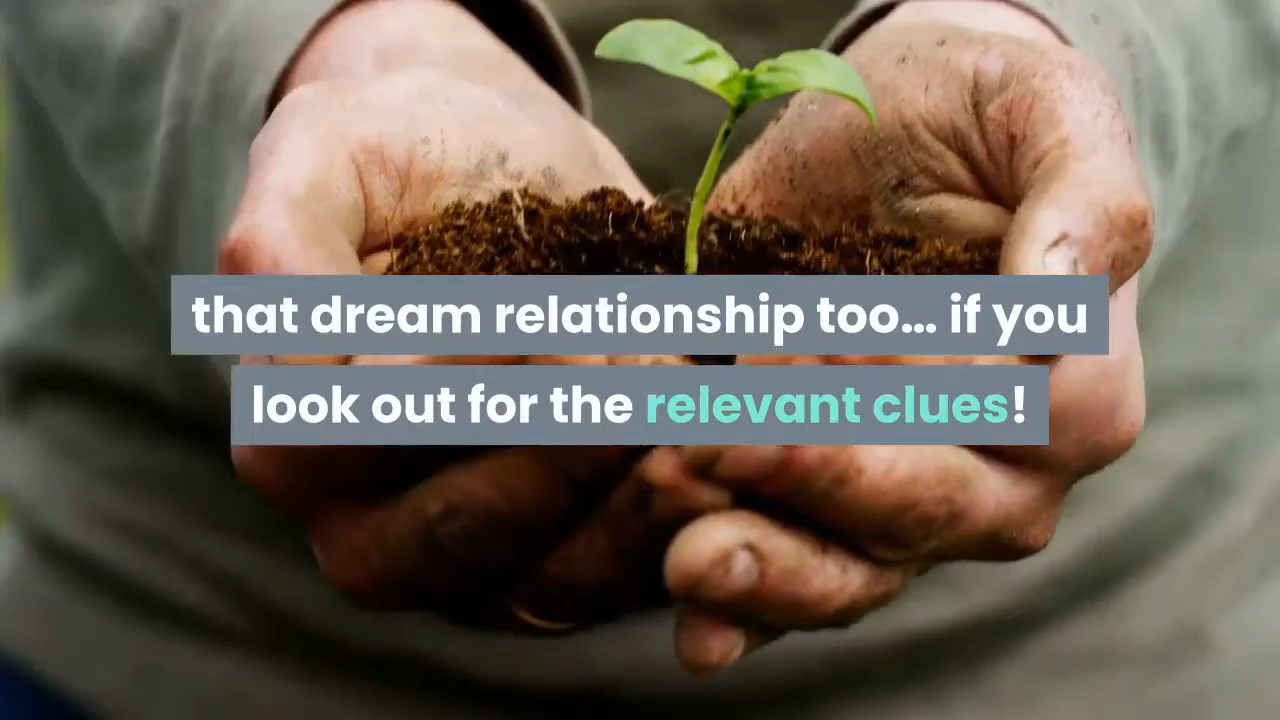 that dream relationship too... if you
look out for the relevant clues!